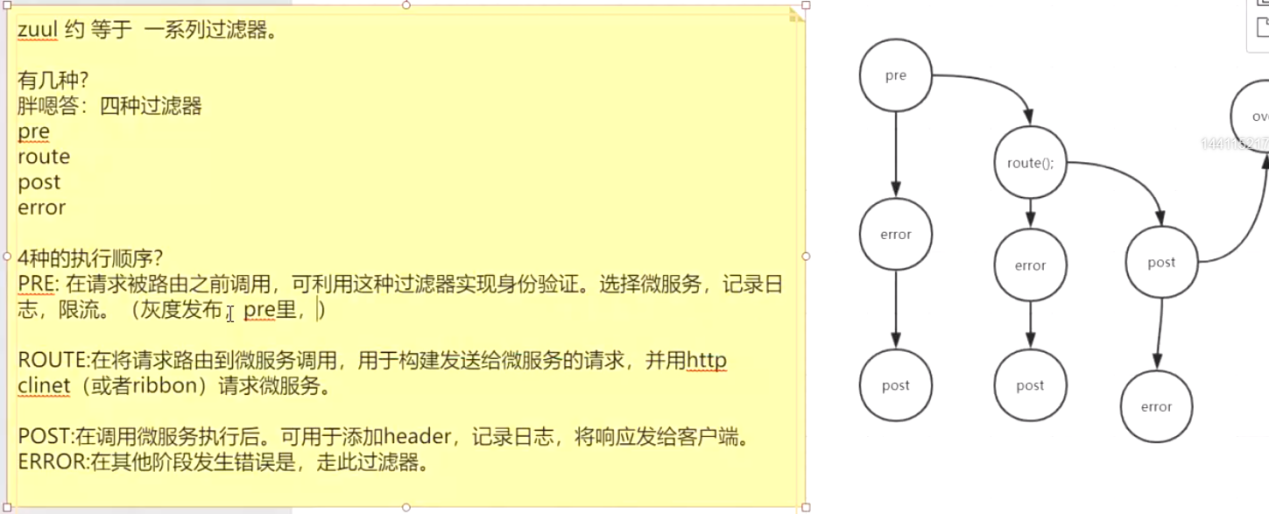 zuul 约 等于 一系列过滤器。
有几种？
胖嗯答：四种过滤器
pre
route
post
error
4种的执行顺序？
PRE: 在请求被路由之前调用，可利用这种过滤器实现身份验证。选择微服务，记录日
志，限流。（灰度发布，pre里，）
ROUTE:在将请求路由到微服务调用，用于构建发送给微服务的请求，并用http
clinet（或者ribbon）请求微服务。
POST:在调用微服务执行后。可用于添加header，记录日志，将响应发给客户端。
ERROR:在其他阶段发生错误是，走此过滤器。
pre
route();
post
error
error
post
post
error